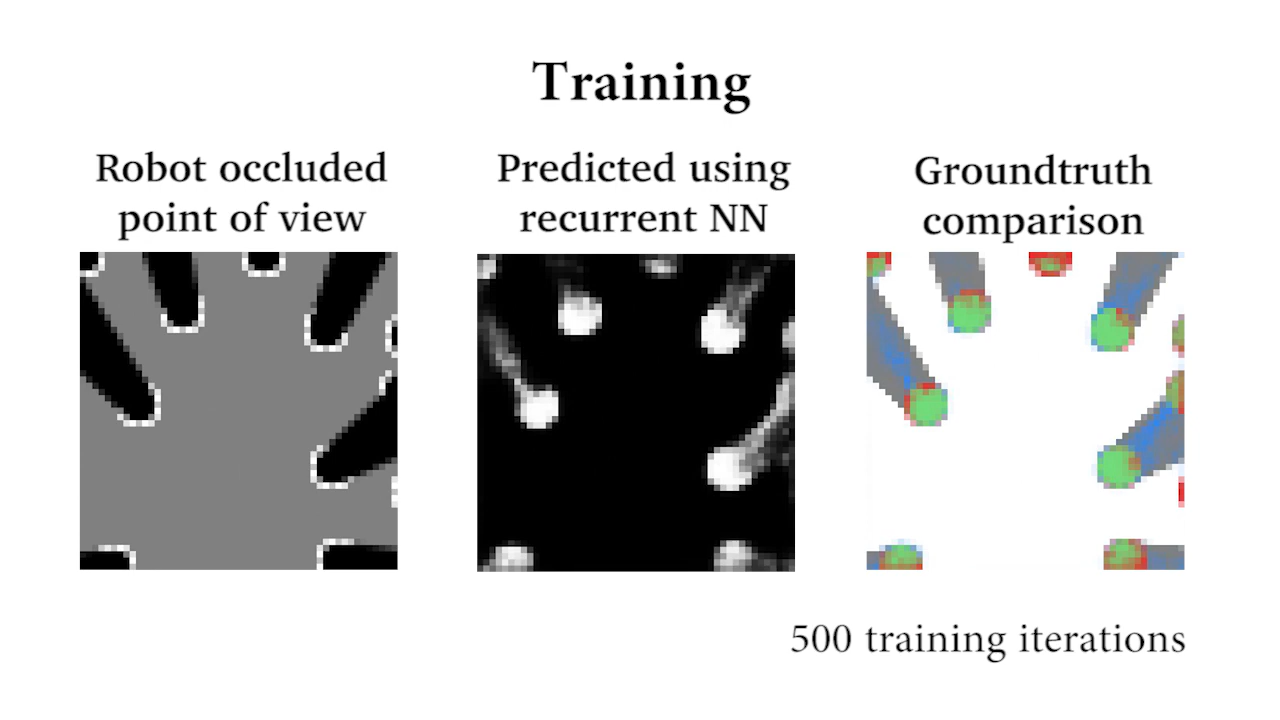 Training
Robot occluded
point of view
Predicted using
recurrent NN
Groundtruth
comparison
500 training iterations